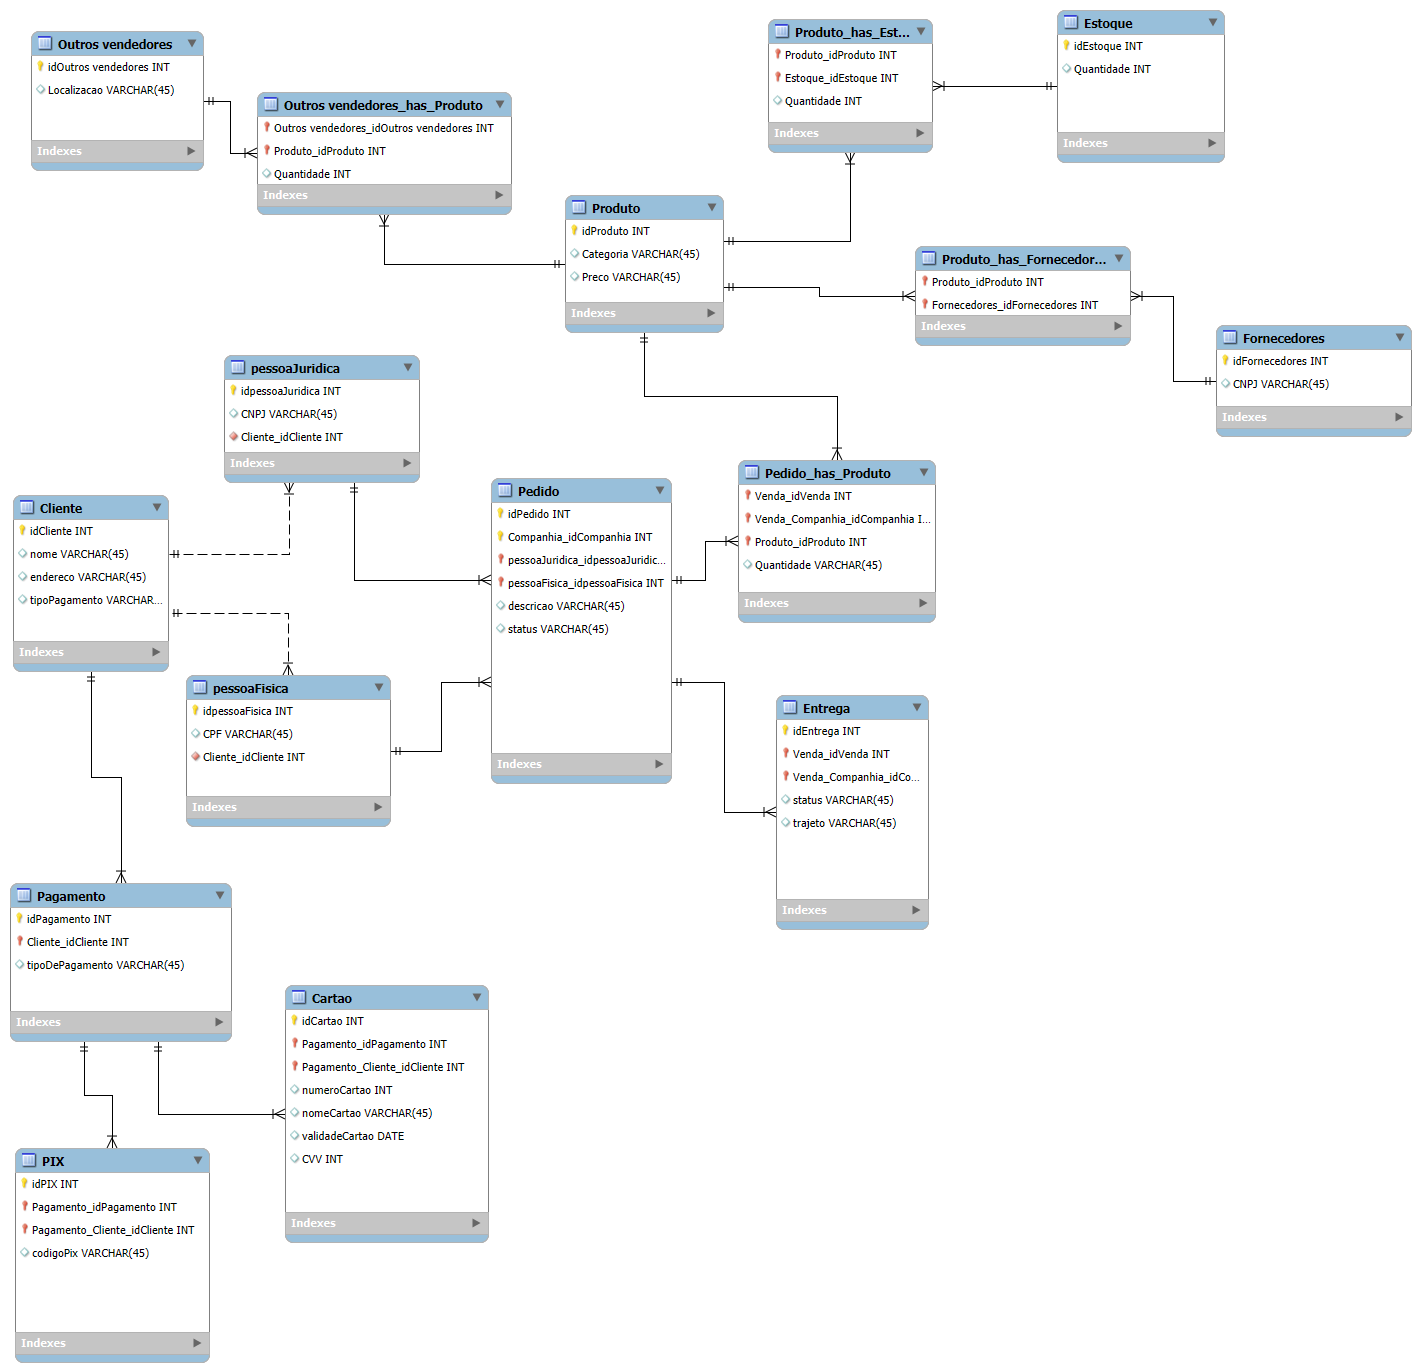 Outros vendedores
idOutros vendedores INT
Localizacao VARCHAR(45)
Indexes
Outros vendedores_has_Produto
Outros vendedores_idOutros vendedores INT
Produto_idProduto INT
Quantidade INT
Indexes
Produto_has_Est...
Produto_idProduto INT
Estoque_idEstoque INT
Quantidade INT
Indexes
Estoque
idEstoque INT
Quantidade INT
Indexes
Produto
idProduto INT
Categoria VARCHAR(45)
Preco VARCHAR(45)
Indexes
Produto_has_Fornecedor...
Produto_idProduto INT
Fornecedores_idFornecedores INT
Indexes
Fornecedores
idFornecedores INT
CNPJ VARCHAR(45)
Indexes
pessoaJuridica
idpessoaJuridica INT
CNPJ VARCHAR(45)
Cliente_idCliente INT
Indexes
Cliente
idCliente INT
nome VARCHAR(45)
endereco VARCHAR(45)
tipoPagamento VARCHAR...
Indexes
Pedido
idPedido INT
Companhia_idCompanhia INT
pessoaJuridica_idpessoaJuridic...
pessoaFisica_idpessoaFisica INT
descricao VARCHAR(45)
status VARCHAR(45)
Indexes
Pedido_has_Produto
Venda_idVenda INT
Venda_Companhia_idCompanhia I...
Produto_idProduto INT
Quantidade VARCHAR(45)
Indexes
pessoaFisica
idpessoaFisica INT
CPF VARCHAR(45)
Cliente_idCliente INT
Indexes
Entrega
idEntrega INT
Venda_idVenda INT
Venda_Companhia_idCo...
status VARCHAR(45)
trajeto VARCHAR(45)
Indexes
Pagamento
idPagamento INT
Cliente_idCliente INT
tipoDePagamento VARCHAR(45)
Indexes
Cartao
idCartao INT
Pagamento_idPagamento INT
Pagamento_Cliente_idCliente INT
numeroCartao INT
nomeCartao VARCHAR(45)
validadeCartao DATE
CVV INT
Indexes
PIX
idPIX INT
Pagamento_idPagamento INT
Pagamento_Cliente_idCliente INT
codigoPix VARCHAR(45)
Indexes